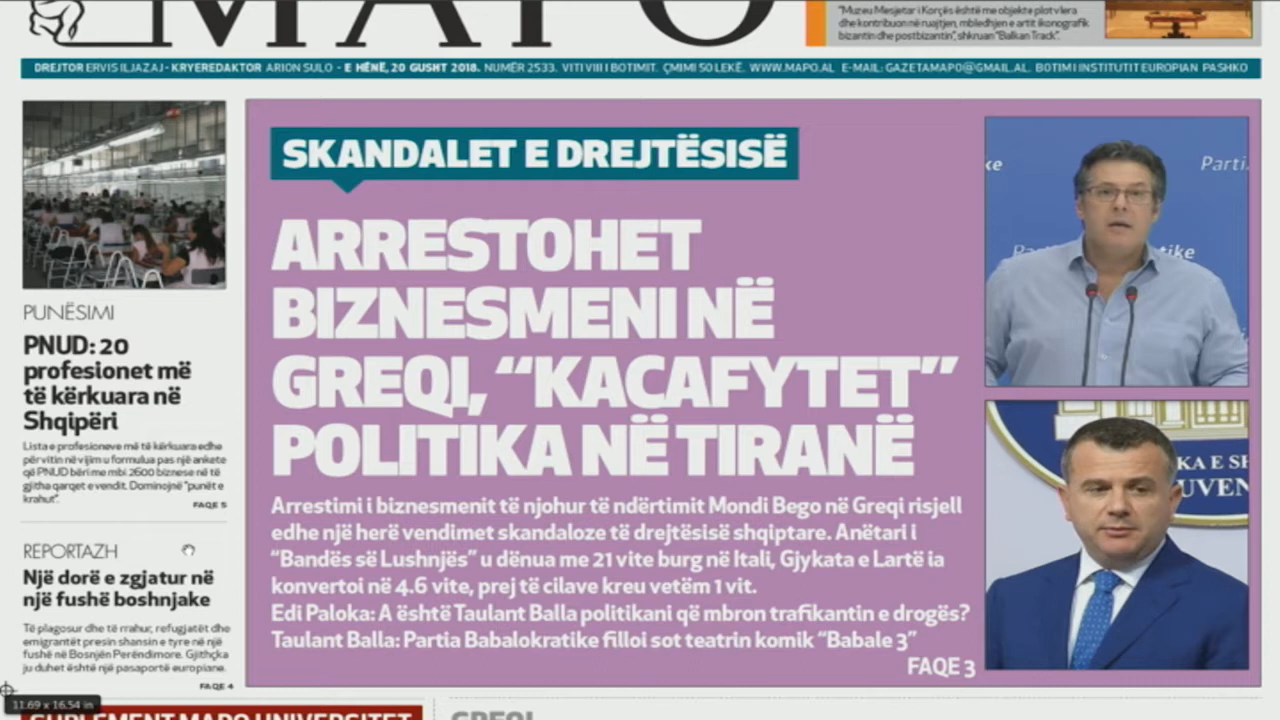 MAPO
"Muzeu Mesjetar i Korçës është me objekte plot vlera
dhe kontribuon në ruajtjen, mbledhjen e artit ikonografik
bizantin dhe postbizantin", shkruan "Balkan Track".
DREJTOR ERVIS ILJAZAJ - KRYEREDAKTOR ARION SULO - E HËNË, 20 GUSHT 2018. NUMËR 2533. VITI VIII I BOTIMIT. ÇMIMI 50 LEKË. WWW.MAPO.AL E-MAIL: GAZETAMAPO@GMAIL.AL. BOTIM I INSTITUTIT EUROPIAN PASHKO
PUNËSIMI
PNUD: 20
profesionet më
të kërkuara në
Shqipëri
Lista e profesioneve më të kërkuara edhe
për vitin në vijim u formulua pas një ankete
që PNUD bëri me mbi 2600 biznese në të
gjitha qarqet e vendit. Dominojnë "punët e
krahut".
FAQE 5
REPORTAZH
Një dorë e zgjatur në
një fushë boshnjake
Të plagosur dhe të rrahur, refugjatët dhe
emigrantët presin shansin e tyre në një
fushë në Bosnjën Perëndimore. Gjithçka
ju duhet është një pasaportë europiane.
FAQE 4
11.69 x 16.54 in
SKANDALET E DREJTËSISË
ARRESTOHET
BIZNESMENI NË
GREQI, "KACAFYTET"
POLITIKA NË TIRANË
Arrestimi i biznesmenit të njohur të ndërtimit Mondi Bego në Greqi risjell
edhe një herë vendimet skandaloze të drejtësisë shqiptare. Anëtari i
"Bandës së Lushnjës" u dënua me 21 vite burg në Itali, Gjykata e Lartë ia
konvertoi në 4.6 vite, prej të cilave kreu vetëm 1 vit.
Edi Paloka: A është Taulant Balla politikani që mbron trafikantin e drogës?
Taulant Balla: Partia Babalokratike filloi sot teatrin komik "Babale 3"
FAQE 3
SUPLEMENT MAPO UNIVERSITET
GREQI